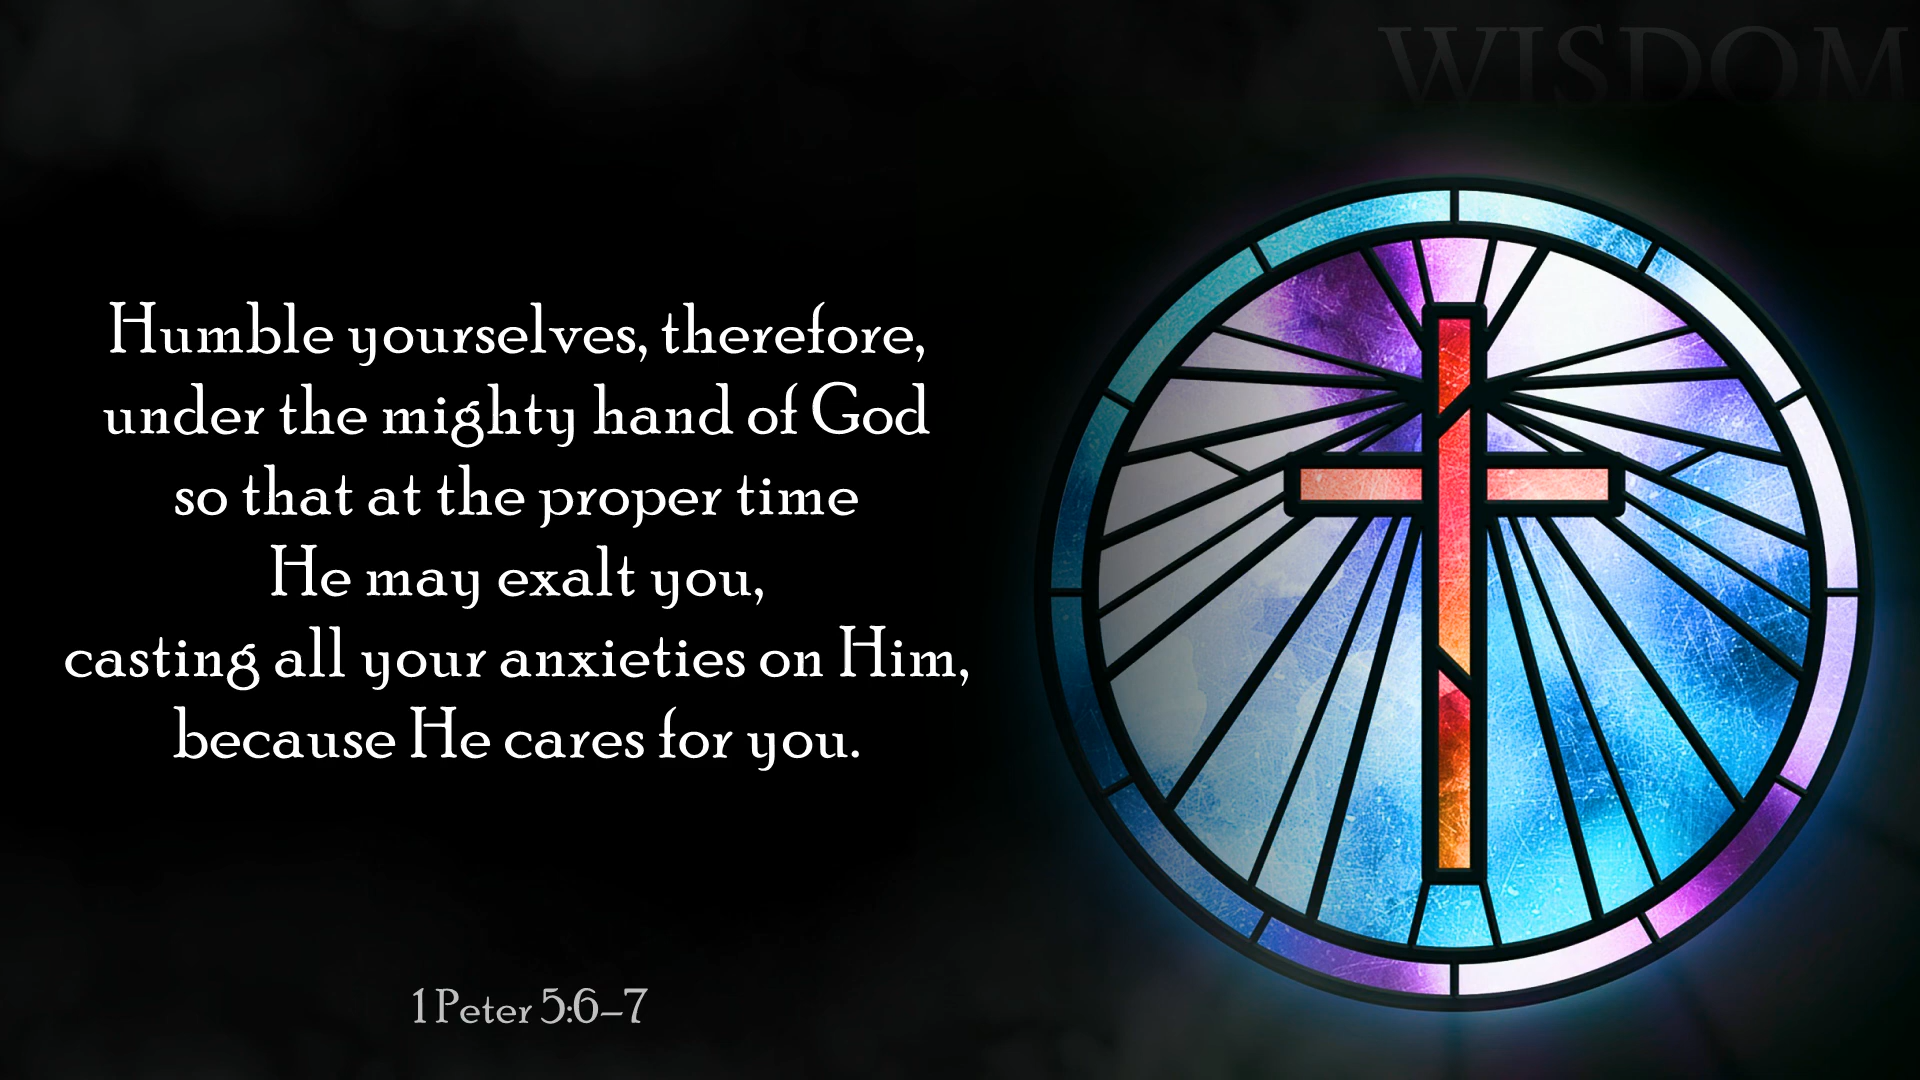 WISDOM
Humble yourselves, therefore,
under the mighty hand of God
so that at the proper time
He may exalt you,
casting all your anxieties on Him,
because He cares for you.
1 Peter 5:6–7